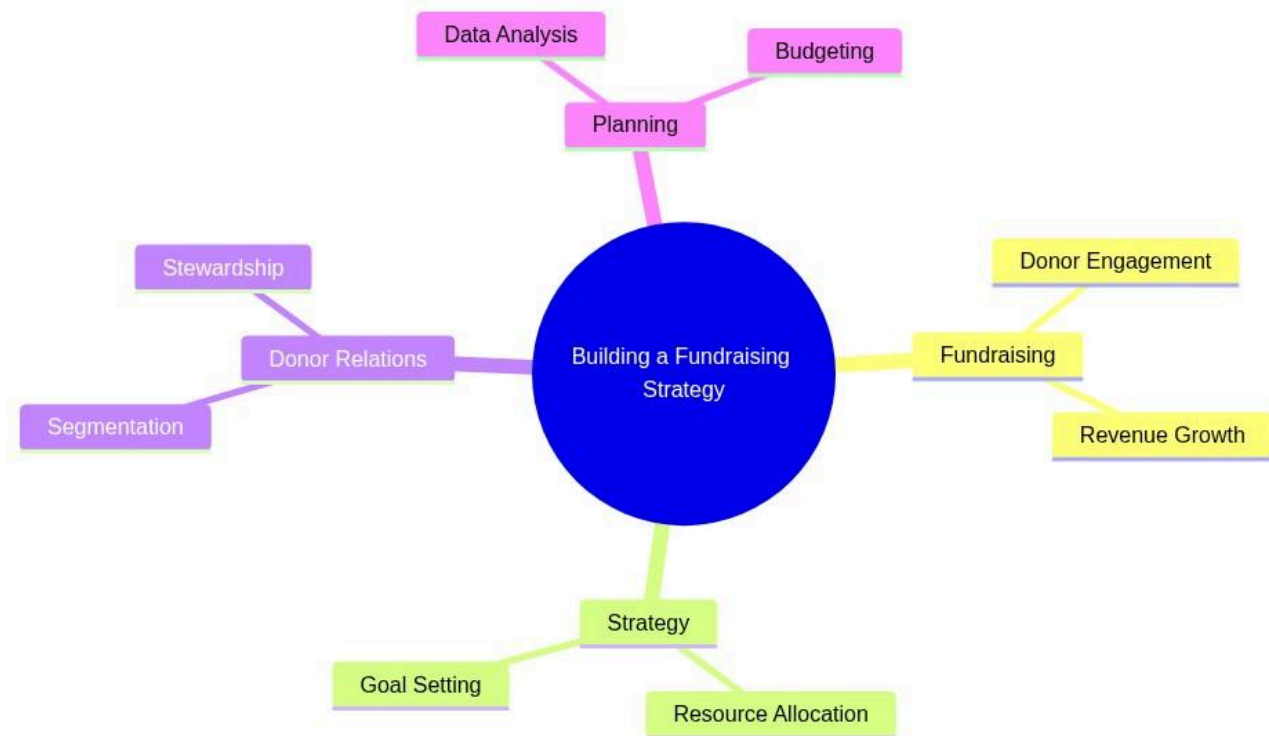 Data Analysis
Budgeting
Planning
Stewardship
Donor Engagement
Donor Relations
Building a Fundraising
Strategy
Fundraising
Segmentation
Revenue Growth
Strategy
Goal Setting
Resource Allocation